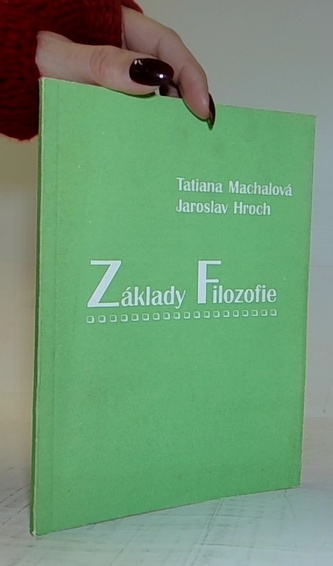 Tatiana Machalová
Jaroslav Hroch
Základy Filozofie